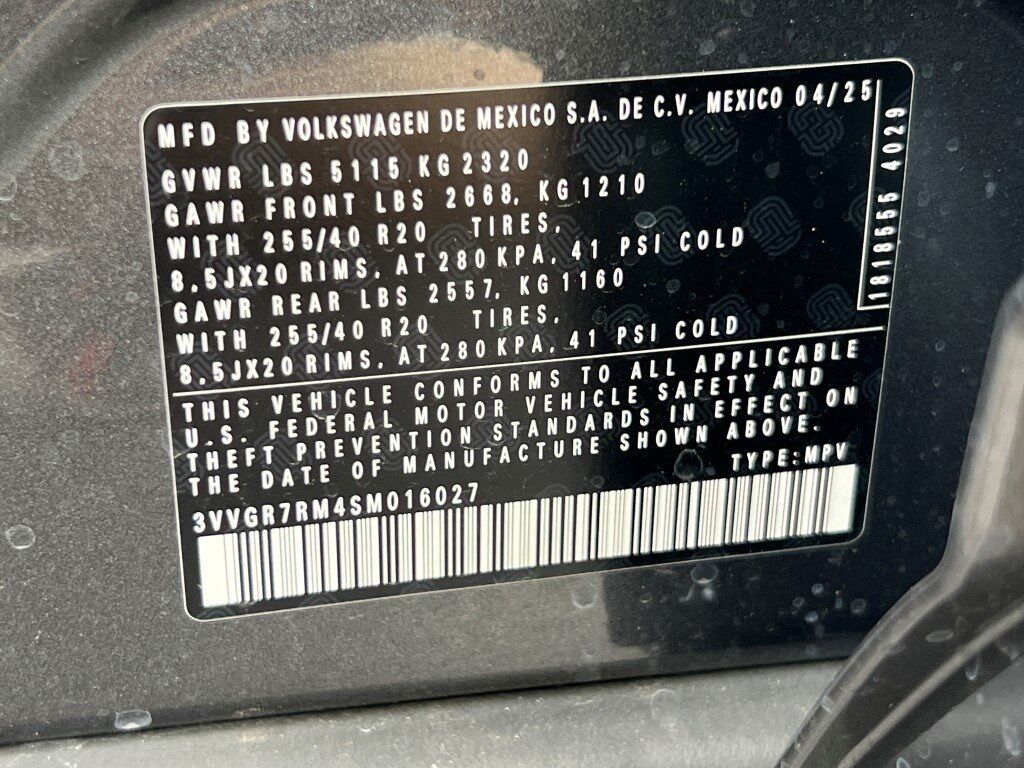 MFD BY VOLKSWAGEN DE MEXICO S.A. DE C.V. MEXICO 04/25
GVWR LBS 5115 KG 2320
GAWR FRONT LBS 2668, KG 1210
WITH 255/40 R20 TIRES,
8.5JX20 RIMS, AT 280 KPA, 41 PSI COLD
GAWR REAR LBS 2557, KG 1160
WITH 255/40 R20 TIRES,
8.5JX20 RIMS, AT 280 KPA, 41 PSI COLD
1818555 4029
THIS VEHICLE CONFORMS TO ALL APPLICABLE
U.S. FEDERAL MOTOR VEHICLE SAFETY AND
THEFT PREVENTION STANDARDS IN EFFECT ON
THE DATE OF MANUFACTURE SHOWN ABOVE.
TYPE:MPV
3VVGR7RM4SM016027